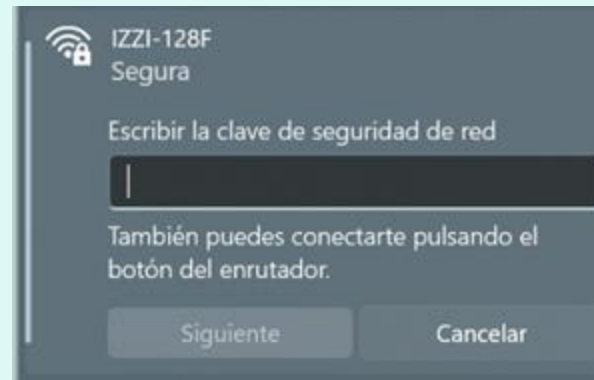 IZZI-128F
Segura
Escribir la clave de seguridad de red
También puedes conectarte pulsando el
botón del enrutador.
Siguiente
Cancelar